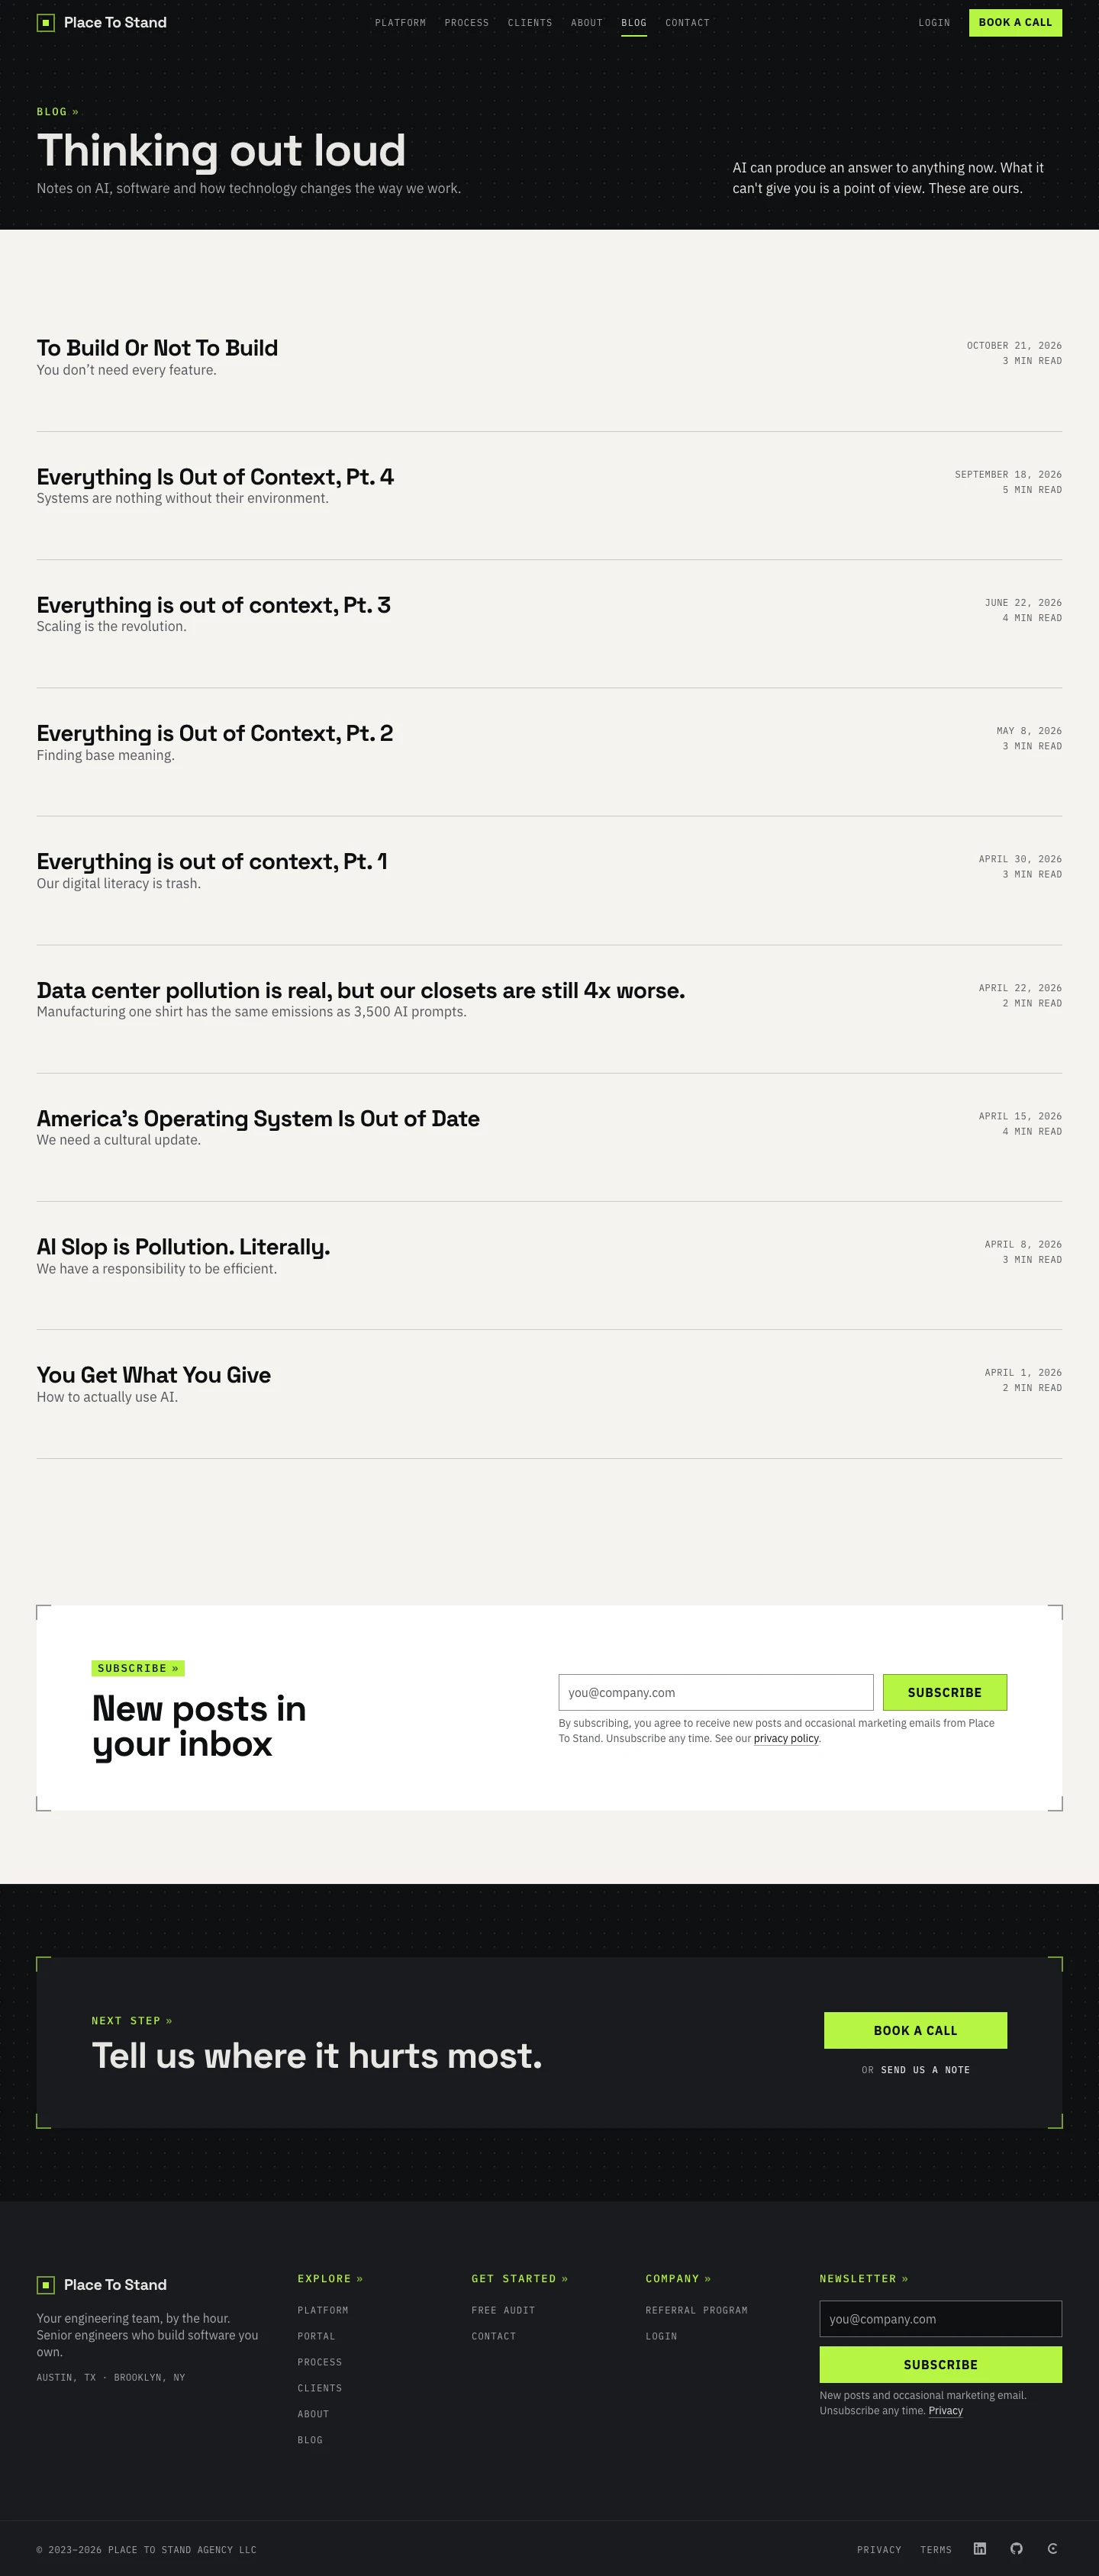 Place To Stand
PLATFORM PROCESS CLIENTS ABOUT BLOG CONTACT
LOGIN BOOK A CALL
BLOG »
Thinking out loud
Notes on AI, software and how technology changes the way we work.
AI can produce an answer to anything now. What it
can't give you is a point of view. These are ours.
To Build Or Not To Build
You don’t need every feature.
OCTOBER 21, 2026
3 MIN READ
Everything Is Out of Context, Pt. 4
Systems are nothing without their environment.
SEPTEMBER 18, 2026
5 MIN READ
Everything is out of context, Pt. 3
Scaling is the revolution.
JUNE 22, 2026
4 MIN READ
Everything is Out of Context, Pt. 2
Finding base meaning.
MAY 8, 2026
3 MIN READ
Everything is out of context, Pt. 1
Our digital literacy is trash.
APRIL 30, 2026
3 MIN READ
Data center pollution is real, but our closets are still 4x worse.
Manufacturing one shirt has the same emissions as 3,500 AI prompts.
APRIL 22, 2026
2 MIN READ
America’s Operating System Is Out of Date
We need a cultural update.
APRIL 15, 2026
4 MIN READ
AI Slop is Pollution. Literally.
We have a responsibility to be efficient.
APRIL 8, 2026
3 MIN READ
You Get What You Give
How to actually use AI.
APRIL 1, 2026
2 MIN READ
SUBSCRIBE »
New posts in
your inbox
you@company.com
SUBSCRIBE
By subscribing, you agree to receive new posts and occasional marketing emails from Place
To Stand. Unsubscribe any time. See our privacy policy.
NEXT STEP »
Tell us where it hurts most.
BOOK A CALL
OR SEND US A NOTE
Place To Stand
Your engineering team, by the hour.
Senior engineers who build software you
own.
AUSTIN, TX · BROOKLYN, NY
EXPLORE »
PLATFORM
PORTAL
PROCESS
CLIENTS
ABOUT
BLOG
GET STARTED »
FREE AUDIT
CONTACT
COMPANY »
REFERRAL PROGRAM
LOGIN
NEWSLETTER »
you@company.com
SUBSCRIBE
New posts and occasional marketing email.
Unsubscribe any time. Privacy
© 2023–2026 PLACE TO STAND AGENCY LLC
PRIVACY TERMS